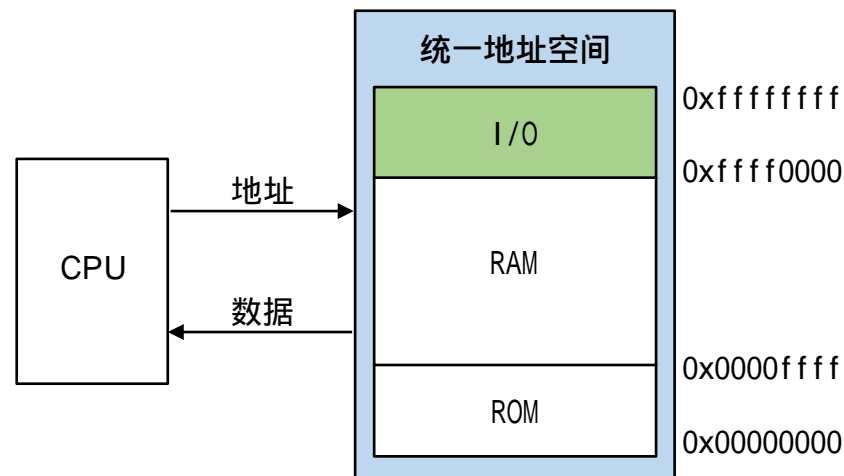 统一地址空间
0xffffffff
I/O
0xffff0000
地址
CPU
RAM
数据
0x0000ffff
ROM
0x00000000